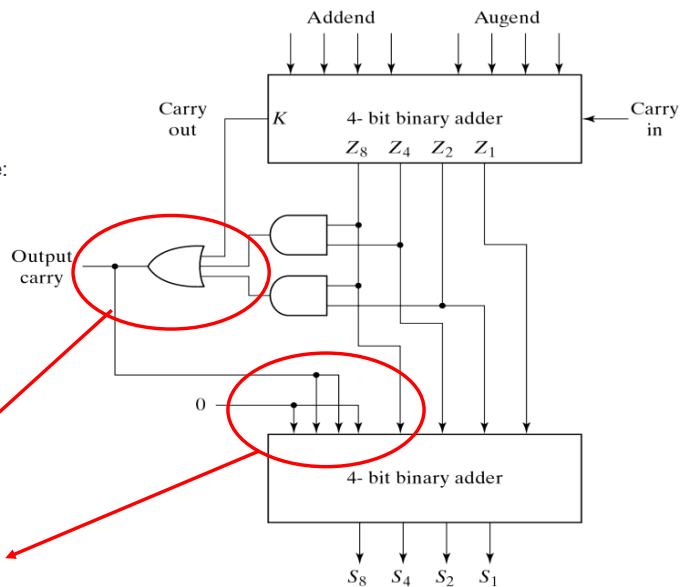 Addend Augend
Carry
out
K
4- bit binary adder
Carry
in
Z8 Z4 Z2 Z1
e:
Output
carry
0
4- bit binary adder
S8 S4 S2 S1